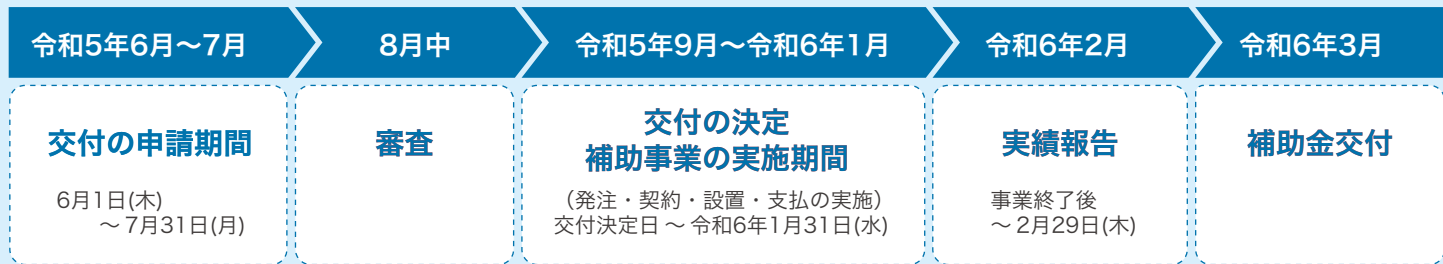 令和5年6月～7月
8月中
令和5年9月～令和6年1月
令和6年2月
令和6年3月
交付の申請期間
6月1日(木)
～ 7月31日(月)
審査
交付の決定
補助事業の実施期間
（発注・契約・設置・支払の実施）
交付決定日 ～ 令和6年1月31日(水)
実績報告
事業終了後
～ 2月29日(木)
補助金交付